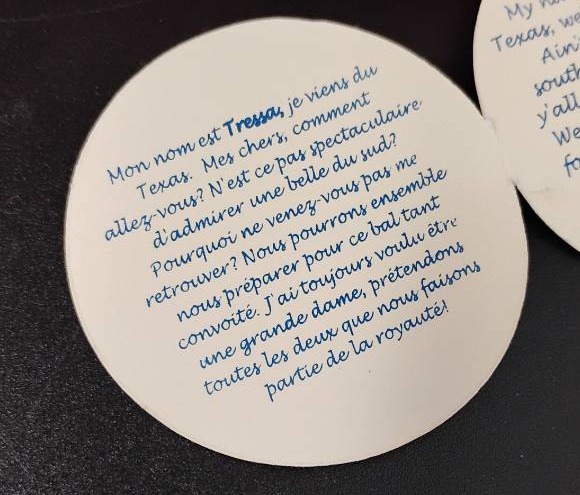 Mon nom est Tressa, je viens du
Texas. Mes chers, comment
allez-vous? N'est ce pas spectaculaire
d'admirer une belle du sud?
Pourquoi ne venez-vous pas me
retrouver? Nous pourrons ensemble
nous préparer pour ce bal tant
convoité. J'ai toujours voulu être
une grande dame, prétendons
toutes les deux que nous faisons
partie de la royauté!
My
Texas, we
Ain't
south
y'all
We